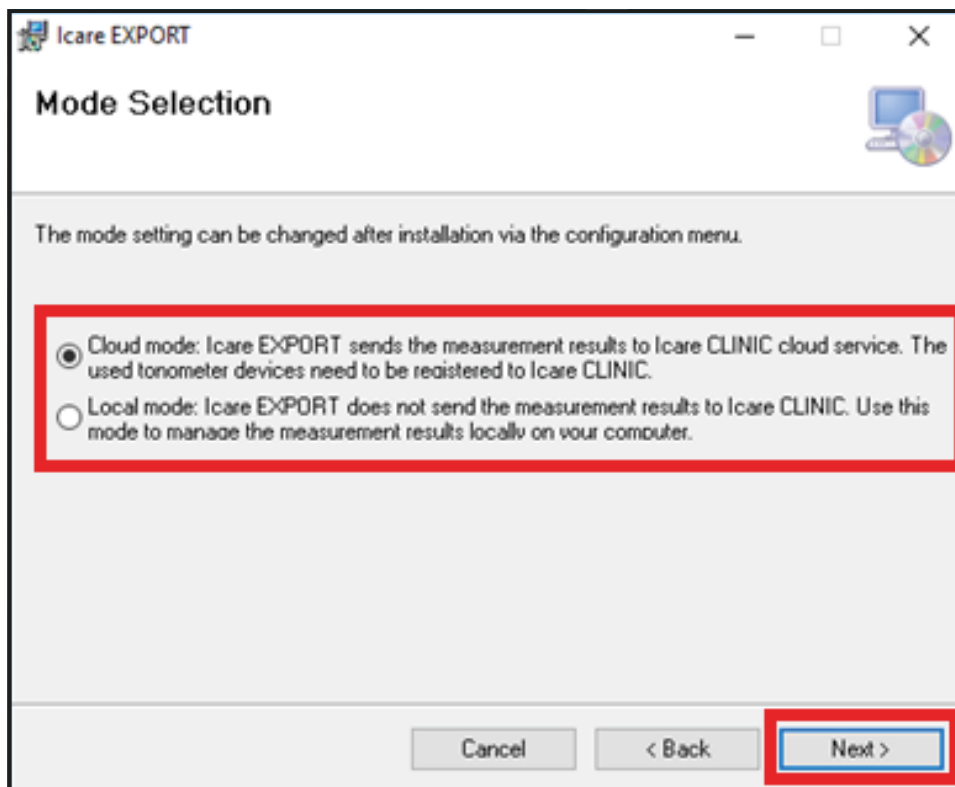 Icare EXPORT
Mode Selection
The mode setting can be changed after installation via the configuration menu.
Cloud mode: Icare EXPORT sends the measurement results to Icare CLINIC cloud service. The
used tonometer devices need to be registered to Icare CLINIC.
Local mode: Icare EXPORT does not send the measurement results to Icare CLINIC. Use this
mode to manage the measurement results locally on your computer.
Cancel
< Back
Next >